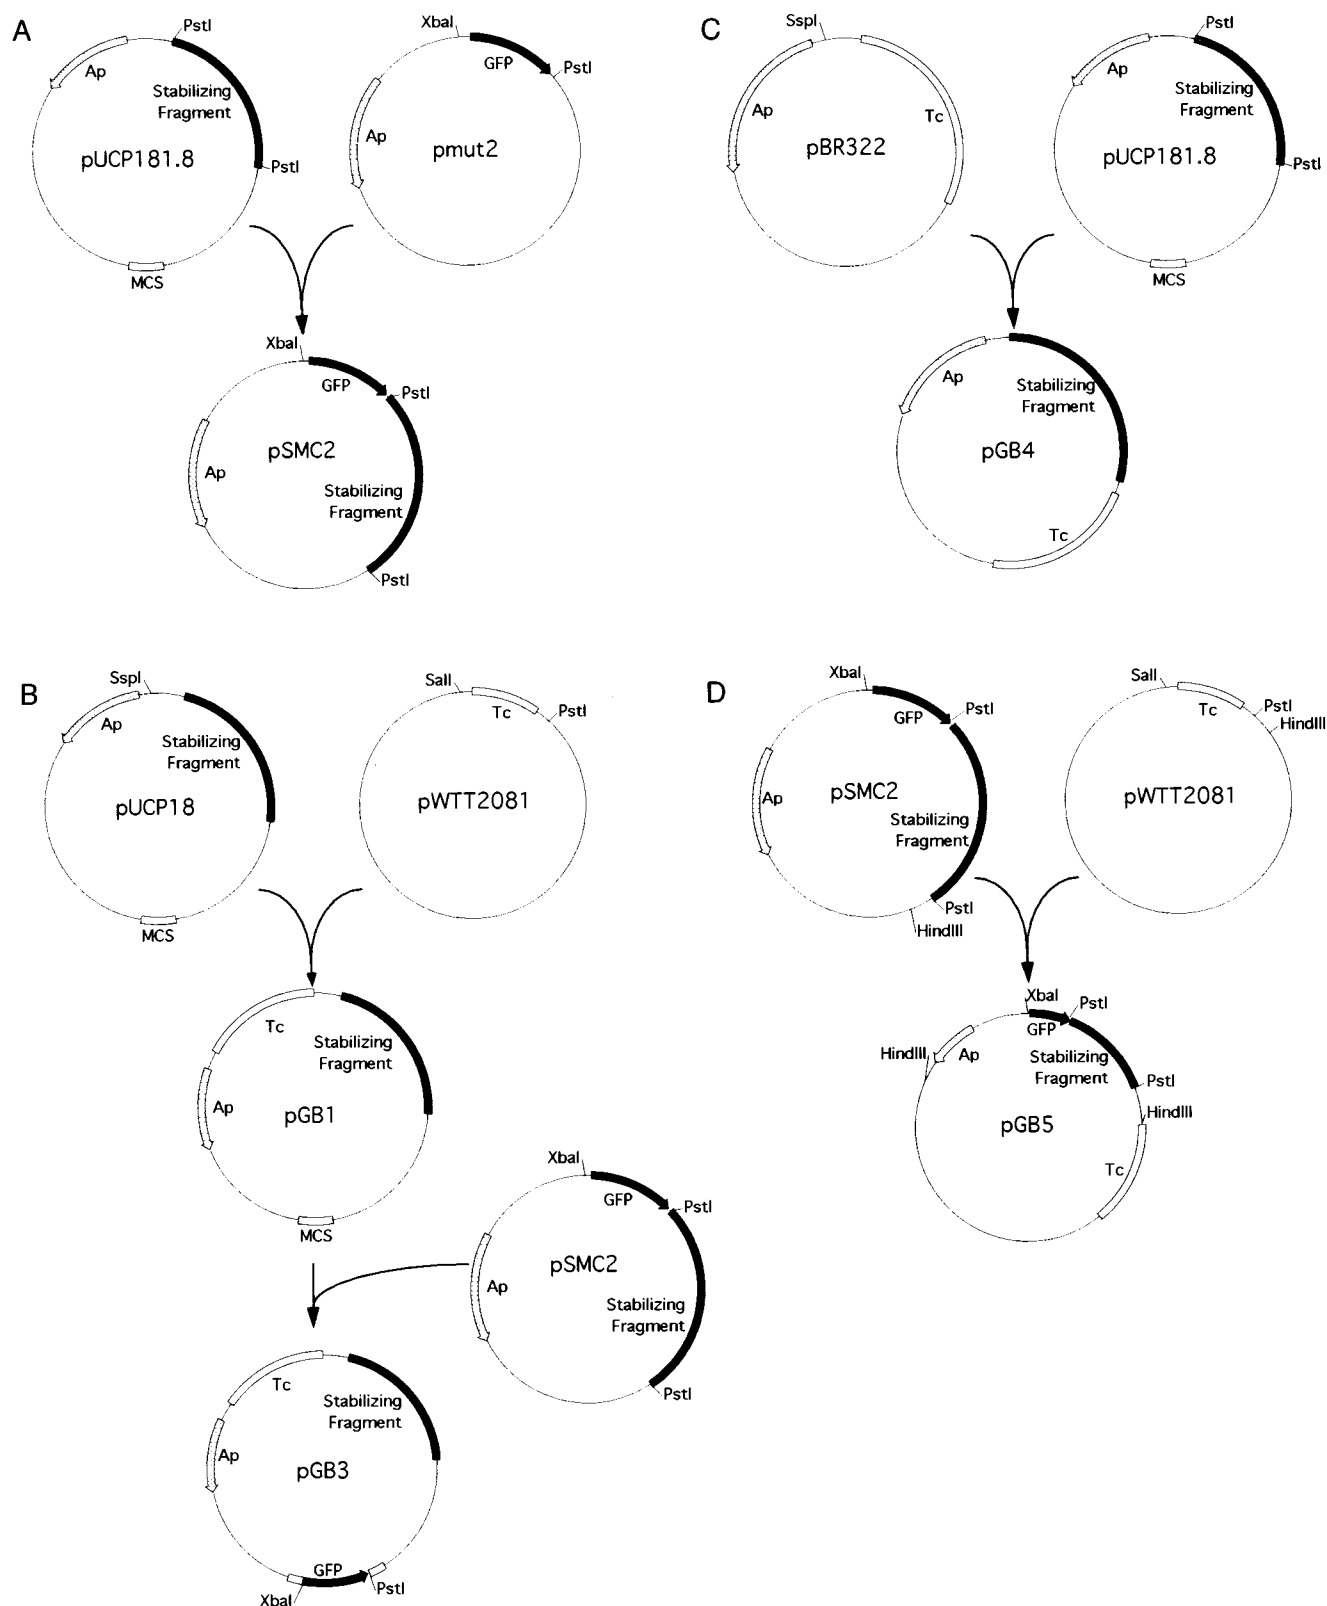 A
PstI
Ap
Stabilizing
Fragment
pUCP181.8
PstI
MCS
XbaI
GFP
PstI
Ap
pmut2
XbaI
GFP
PstI
pSMC2
Ap
Stabilizing
Fragment
PstI
C
SspI
Ap
Tc
pBR322
PstI
Ap
Stabilizing
Fragment
pUCP181.8
PstI
MCS
Ap
Stabilizing
Fragment
pGB4
Tc
B
SspI
Ap
Stabilizing
Fragment
pUCP18
MCS
SalI
Tc
PstI
pWTT2081
Tc
Stabilizing
Fragment
Ap
pGB1
MCS
XbaI
GFP
PstI
pSMC2
Ap
Stabilizing
Fragment
PstI
Tc
Stabilizing
Fragment
Ap
pGB3
GFP
XbaI
PstI
D
XbaI
GFP
PstI
Ap
pSMC2
Stabilizing
Fragment
PstI
HindIII
SalI
Tc
PstI
HindIII
pWTT2081
XbaI
PstI
GFP
HindIII
Ap
Stabilizing
Fragment
PstI
HindIII
pGB5
Tc